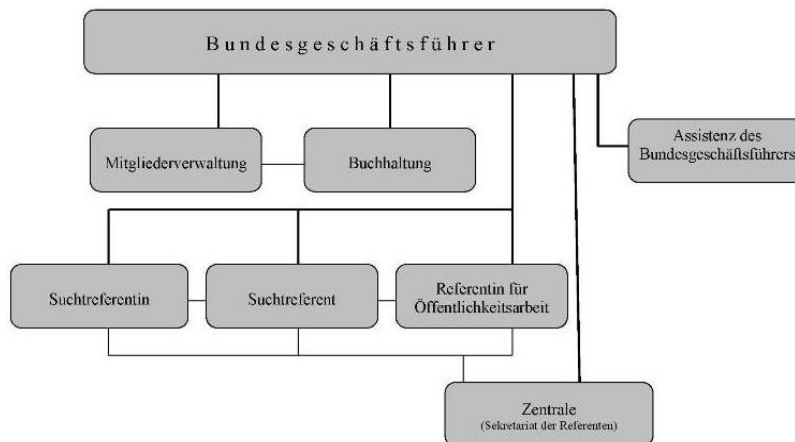 Bundesgeschäftsführer
Assistenz des
Bundesgeschäftsführers
Mitgliederverwaltung
Buchhaltung
Suchtreferentin
Suchtreferent
Referentin für
Öffentlichkeitsarbeit
Zentrale
(Sekretariat der Referenten)